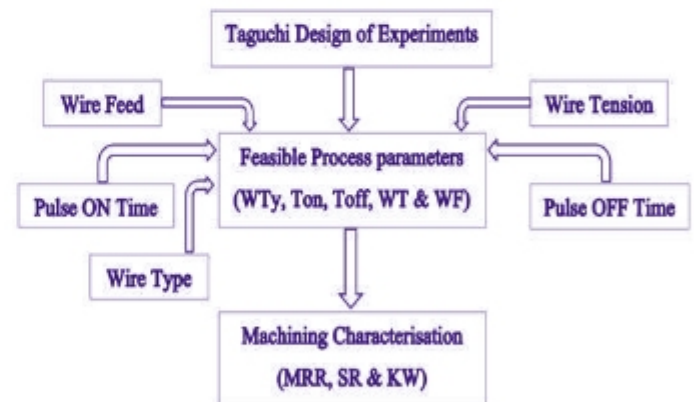 Taguchi Design of Experiments
Wire Feed
Wire Tension
Feasible Process parameters
(WTy, Ton, Toff, WT & WF)
Pulse ON Time
Pulse OFF Time
Wire Type
Machining Characterisation
(MRR, SR & KW)